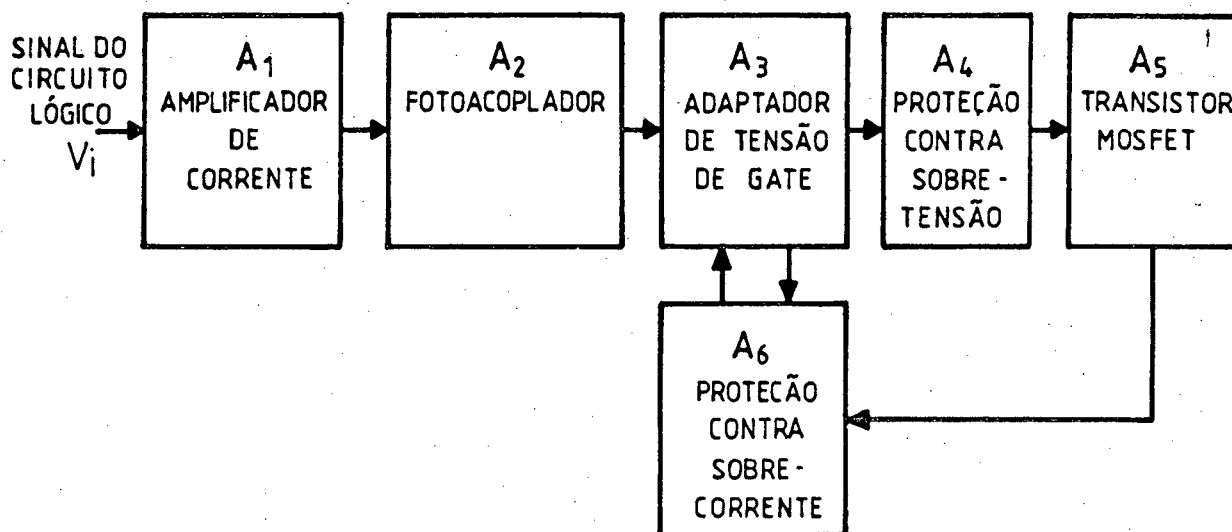 SINAL DO
CIRCUITO
LÓGICO
Vi
A1
AMPLIFICADOR
DE
CORRENTE
A2
FOTOACOPLADOR
A3
ADAPTADOR
DE TENSÃO
DE GATE
A4
PROTEÇÃO
CONTRA
SOBRE-
TENSÃO
A5
TRANSISTOR
MOSFET
A6
PROTECÃO
CONTRA
SOBRE-
CORRENTE